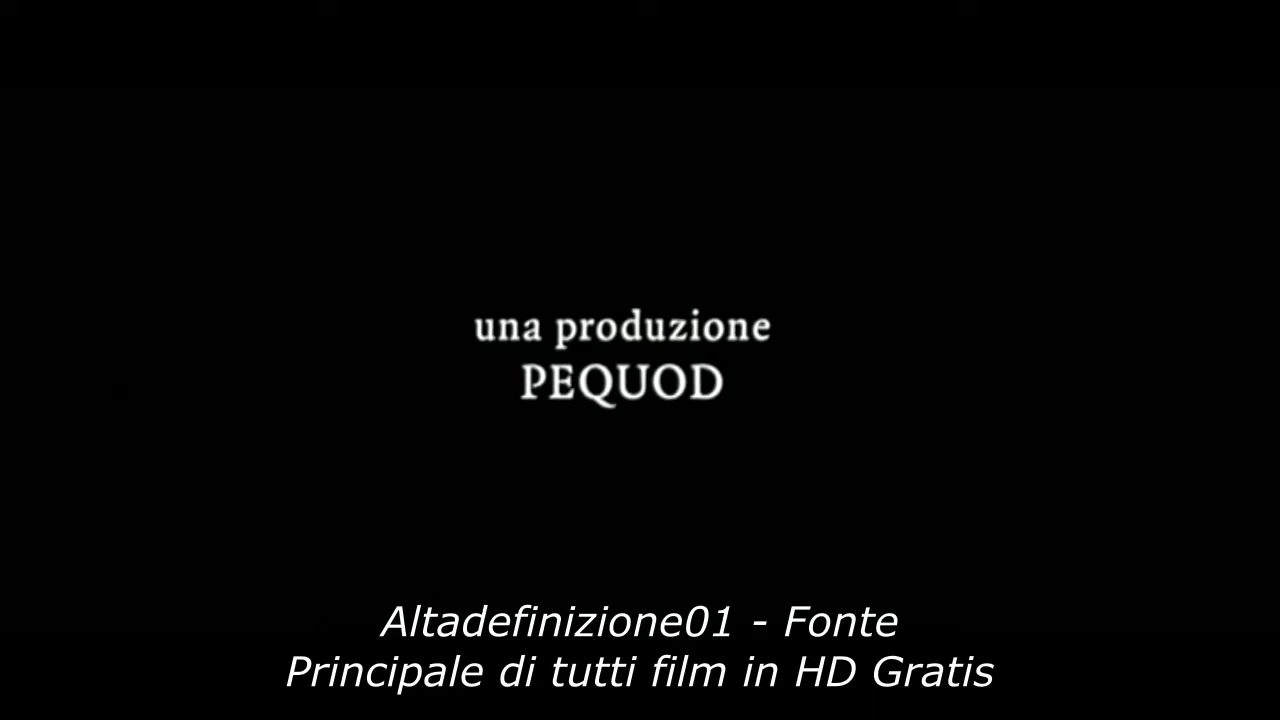 una produzione
PEQUOD
Altadefinizione01 - Fonte
Principale di tutti film in HD Gratis